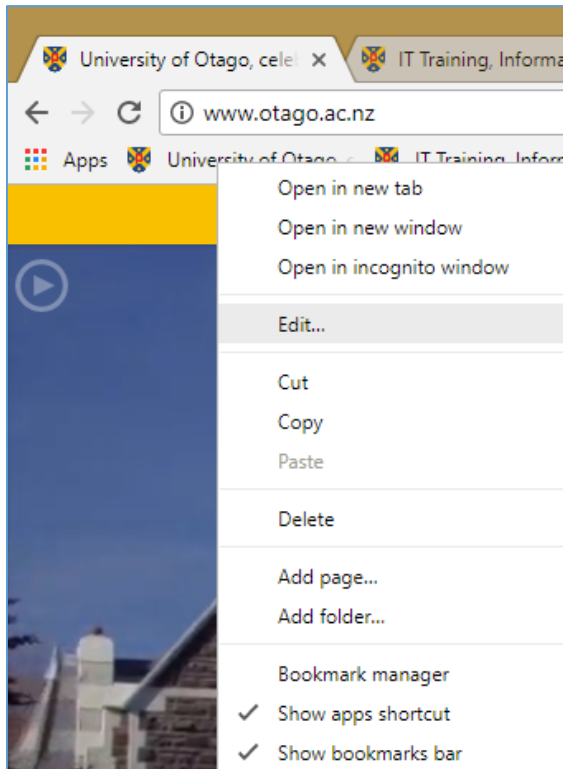 University of Otago, cele × IT Training, Informa
www.otago.ac.nz
Apps University of Otago IT Training, Infor
Open in new tab
Open in new window
Open in incognito window
Edit...
Cut
Copy
Paste
Delete
Add page...
Add folder...
Bookmark manager
Show apps shortcut
Show bookmarks bar